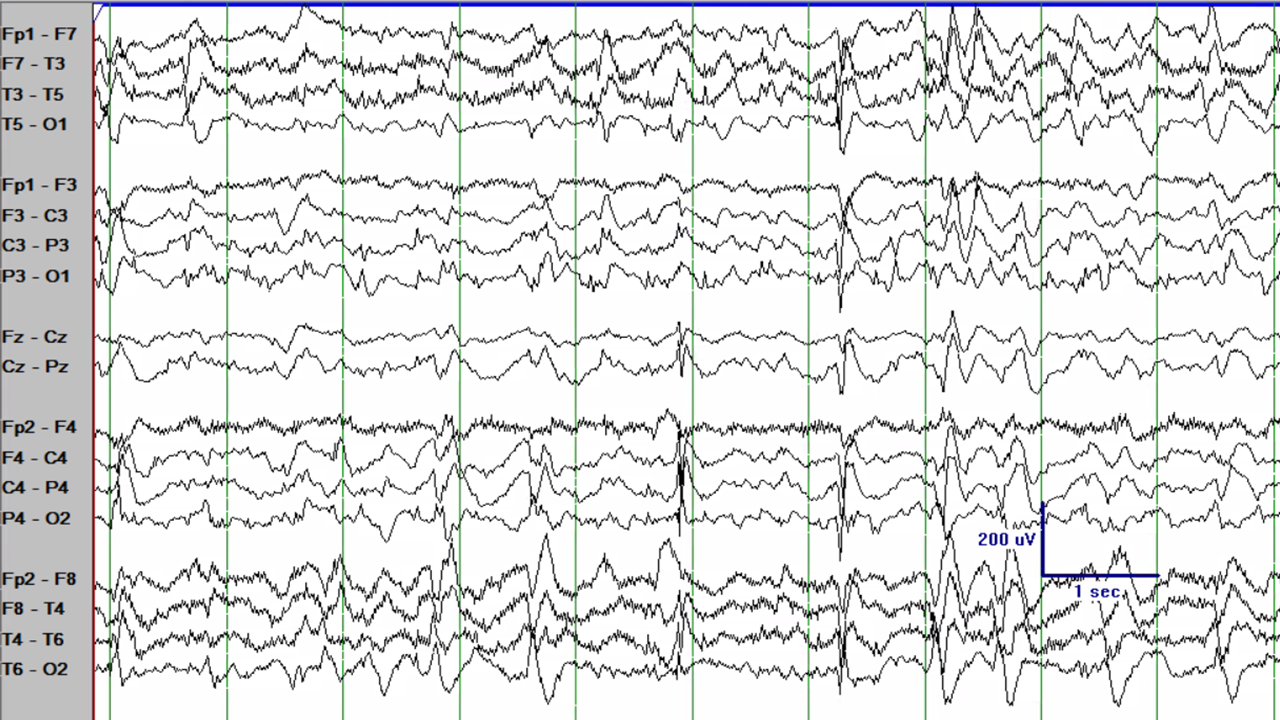 Fp1 - F7
F7 - T3
T3 - T5
T5 - O1
Fp1 - F3
F3 - C3
C3 - P3
P3 - O1
Fz - Cz
Cz - Pz
Fp2 - F4
F4 - C4
C4 - P4
P4 - O2
200 uV
Fp2 - F8
1 sec.
F8 - T4
T4 - T6
T6 - O2